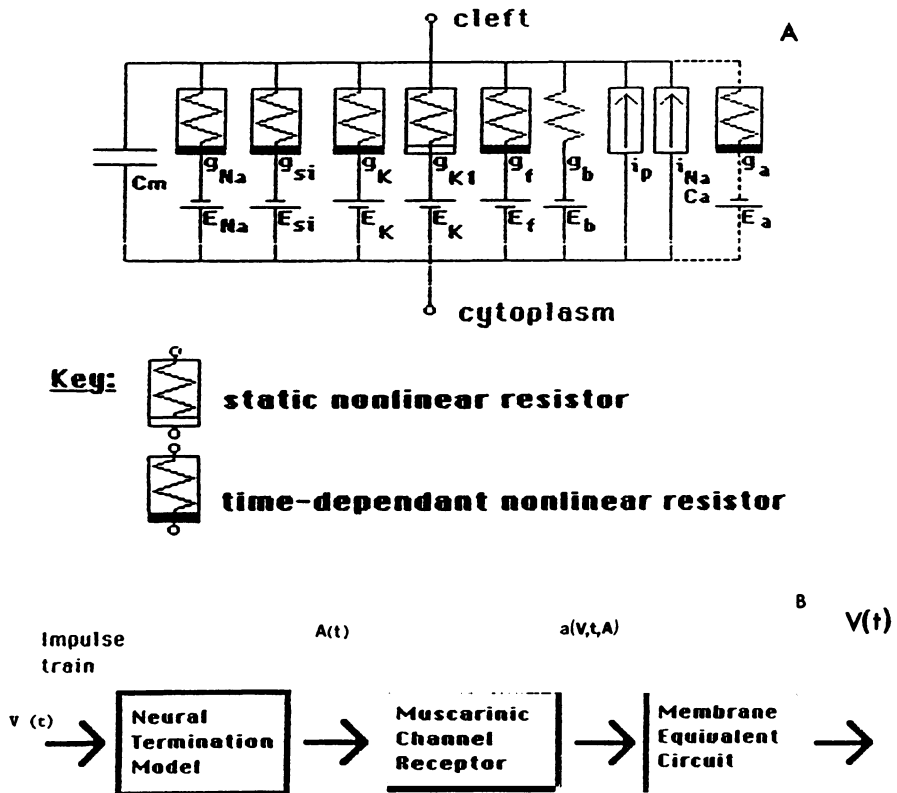 cleft
A
Cm
g Na
g si
g K
g K1
g f
g b
i p
i Na Ca
g a
E Na
E si
E K
E K
E f
E b
E a
cytoplasm
Key:
static nonlinear resistor
time-dependant nonlinear resistor
B
Impulse
train
A(t)
a(V,t,A)
V(t)
V (t)
Neural
Termination
Model
Muscarinic
Channel
Receptor
Membrane
Equivalent
Circuit